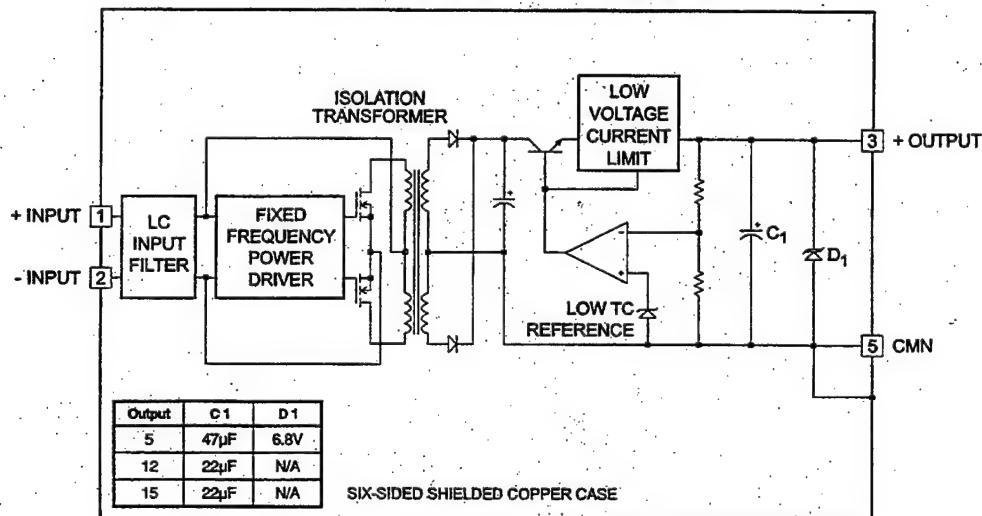 ISOLATION
TRANSFORMER
LOW
VOLTAGE
CURRENT
LIMIT
3 + OUTPUT
+ INPUT 1
- INPUT 2
LC
INPUT
FILTER
FIXED
FREQUENCY
POWER
DRIVER
+
+
C1
D1
-
+
LOW TC
REFERENCE
5 CMN
Output C 1 D 1
5 47µF 6.8V
12 22µF N/A
15 22µF N/A
SIX-SIDED SHIELDED COPPER CASE